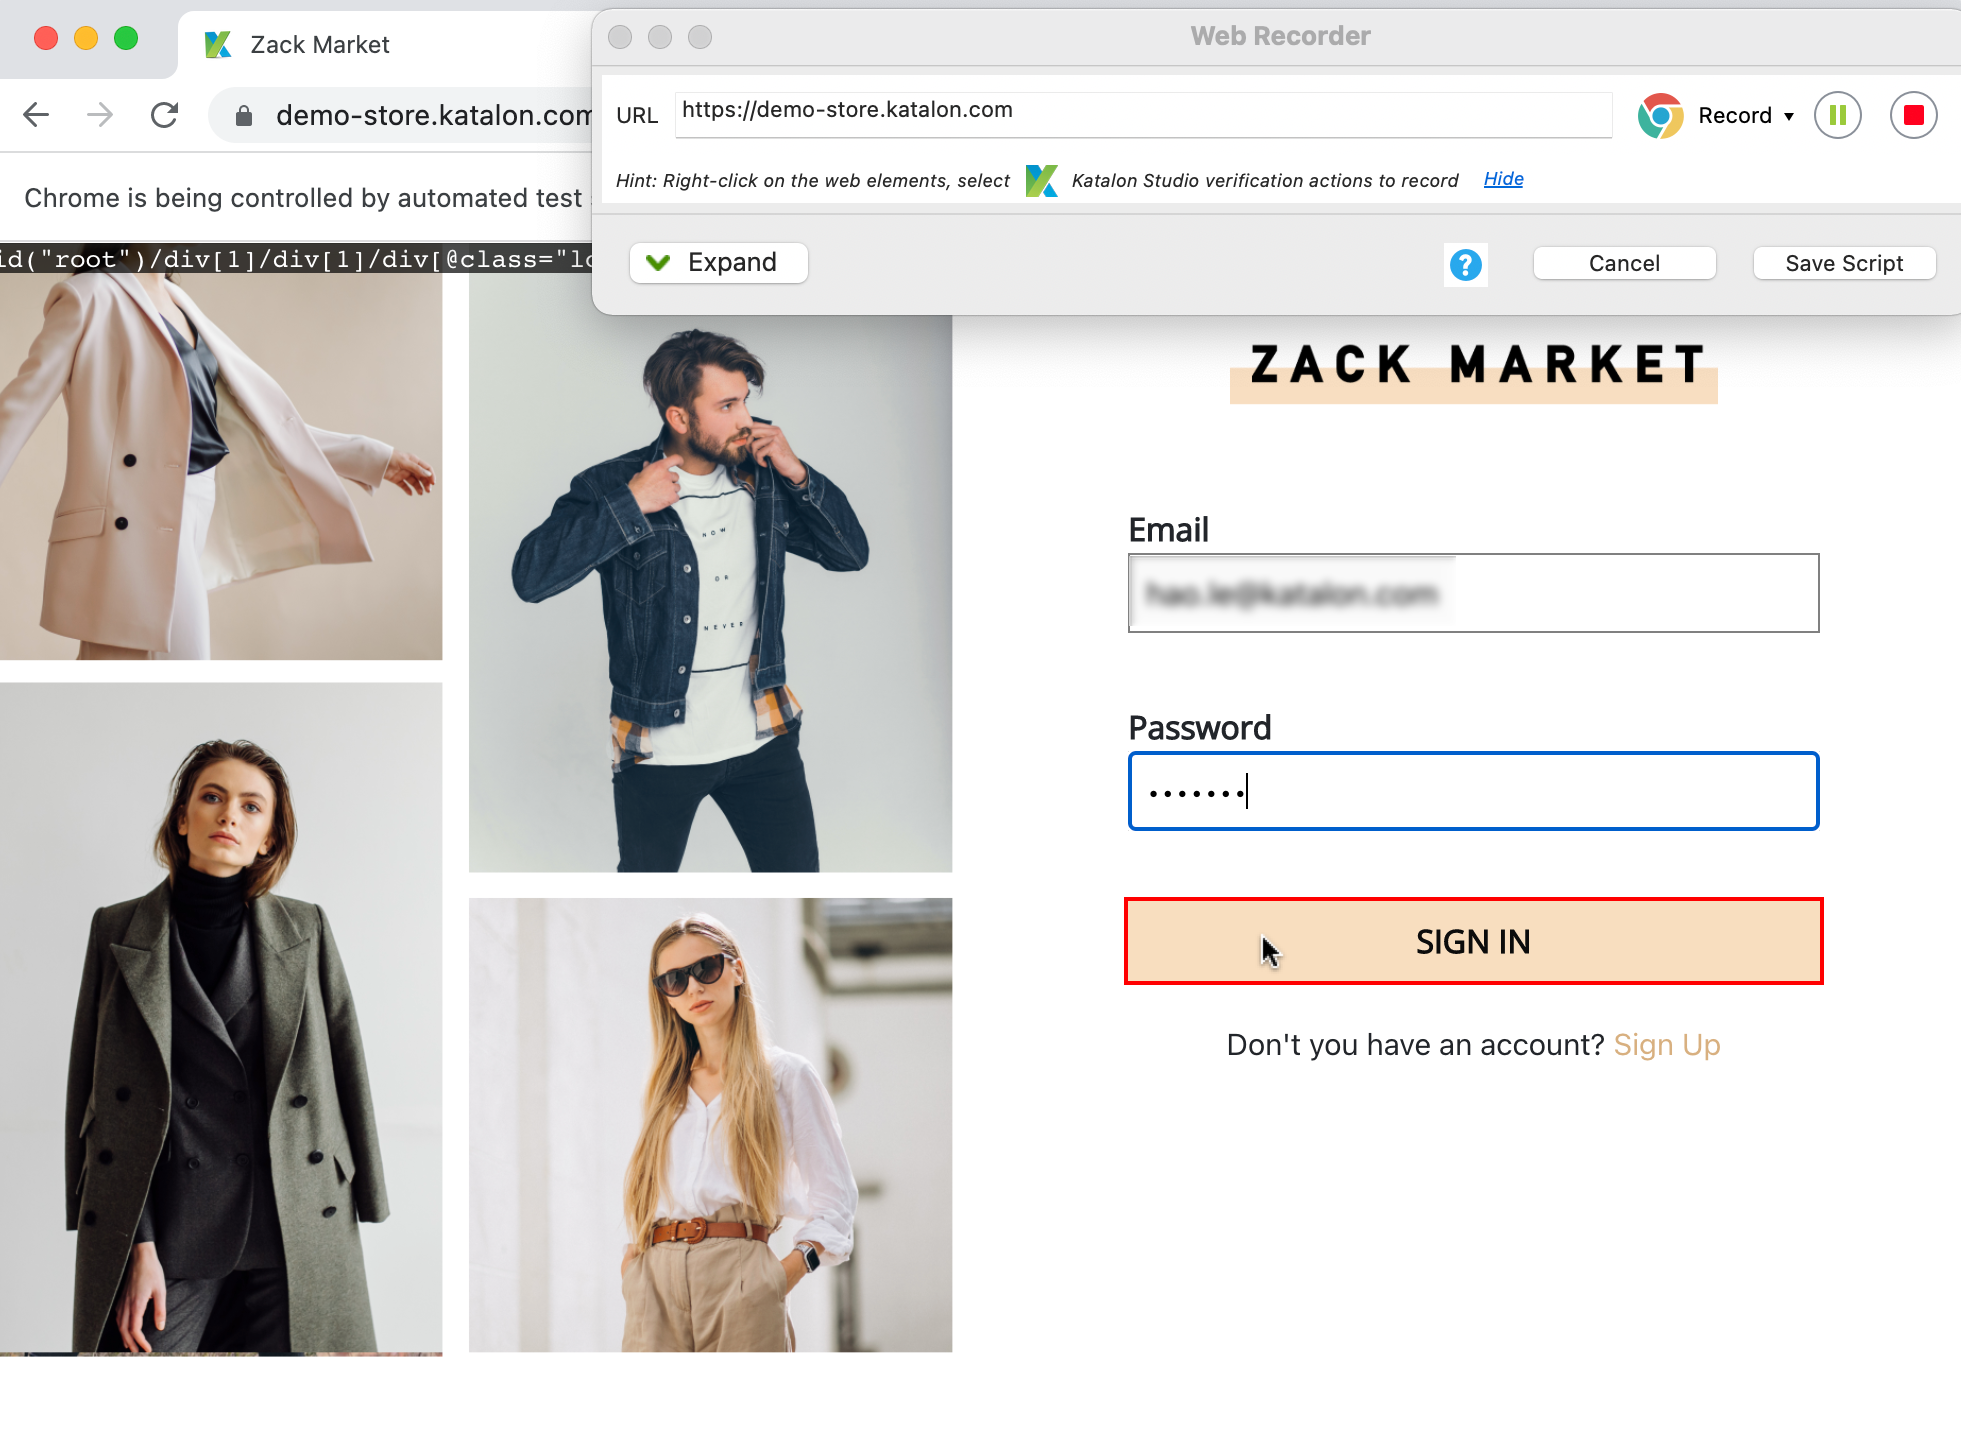 Zack Market
demo-store.katalon.com
Chrome is being controlled by automated test
id("root")/div[1]/div[1]/div[@class="lo
Web Recorder
URL https://demo-store.katalon.com Record
Hint: Right-click on the web elements, select Katalon Studio verification actions to record Hide
Expand ? Cancel Save Script
ZACK MARKET
NOW
OR
NEVER
Email
Password
SIGN IN
Don't you have an account? Sign Up